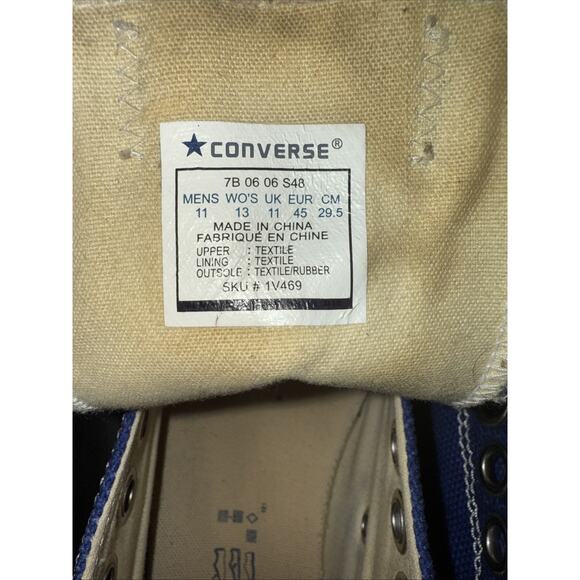 ★CONVERSE®
7B 06 06 S48
MENS WO'S UK EUR CM
11 13 11 45 29.5
MADE IN CHINA
FABRIQUÉ EN CHINE
UPPER : TEXTILE
LINING : TEXTILE
OUTSOLE : TEXTILE/RUBBER
SKU # 1V469